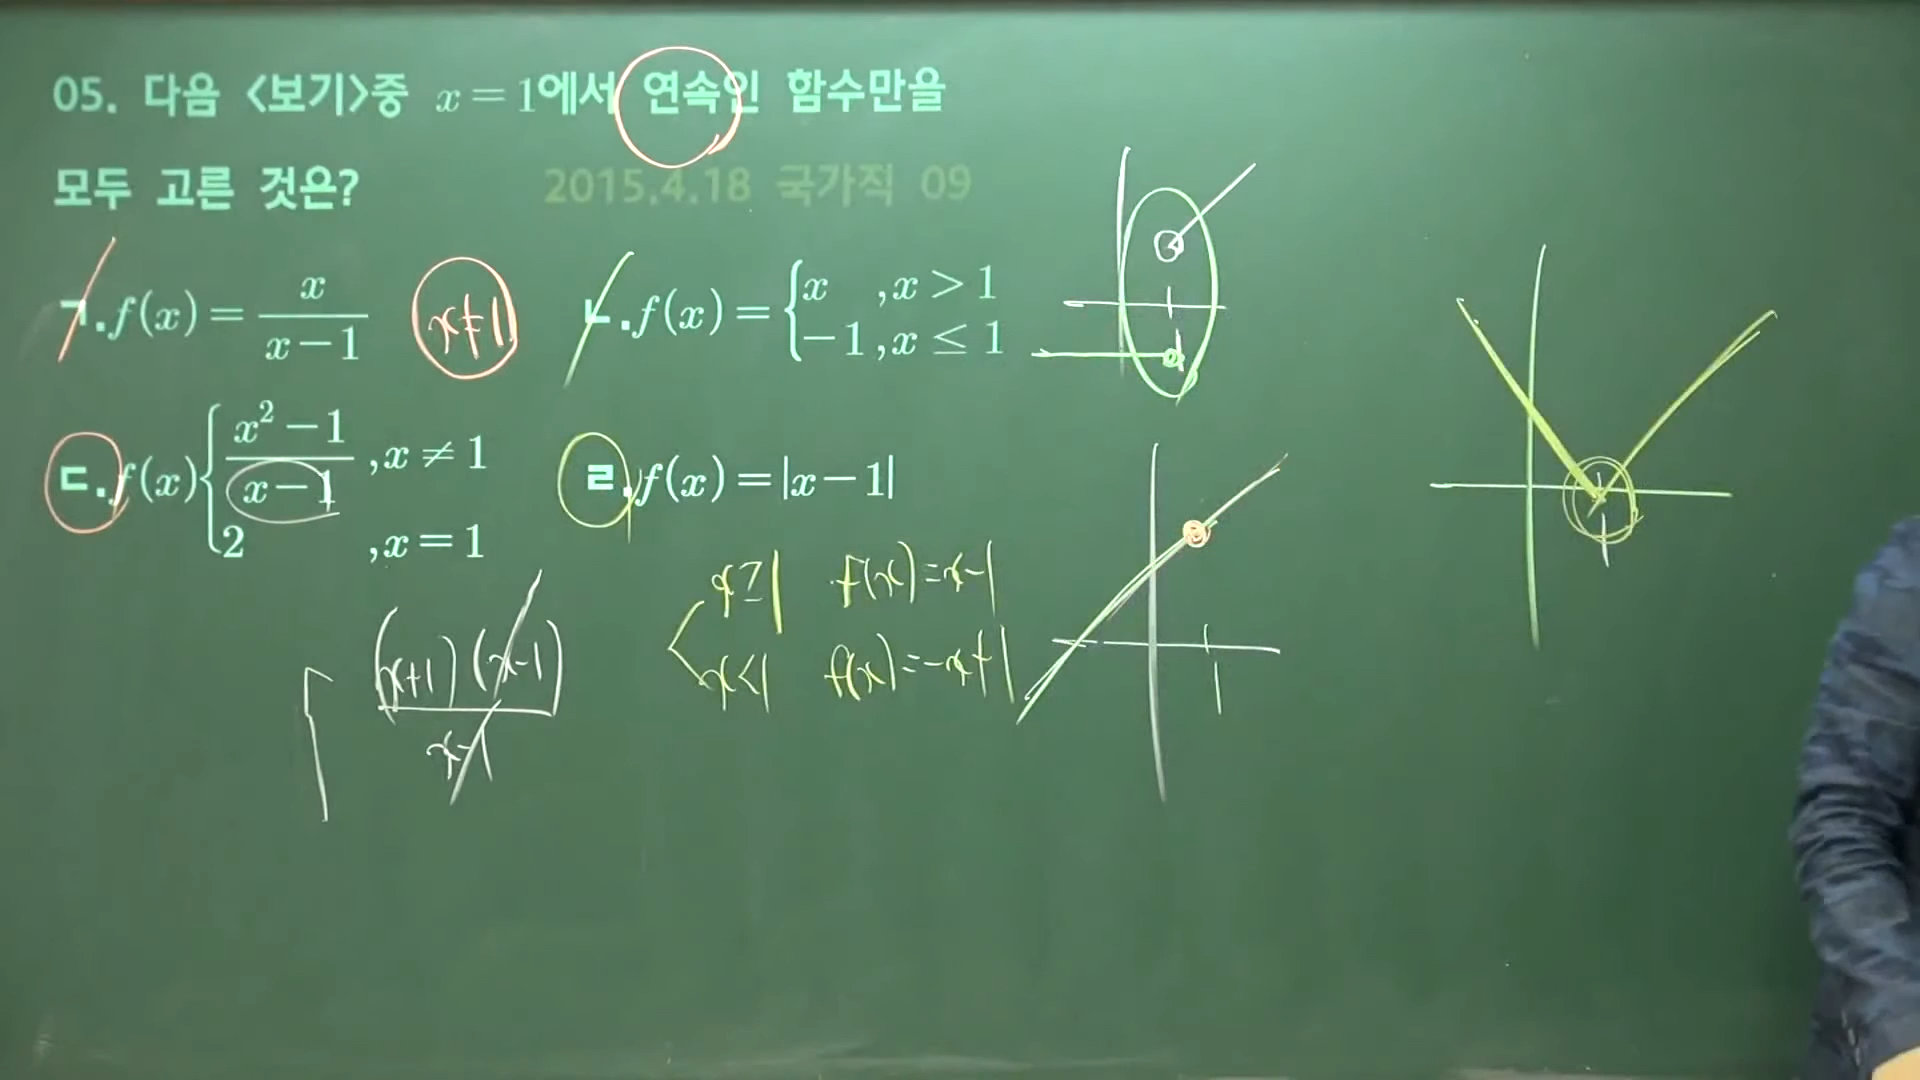 05. 다음 <보기>중 x = 1에서 연속인 함수만을
모두 고른 것은? 2015.4.18 국가직 09
ㄱ. f(x) = x / (x − 1) x≠1
ㄴ. f(x) = { x , x > 1
−1 , x ≤ 1
ㄷ. f(x) { (x² − 1) / (x − 1) , x ≠ 1
2 , x = 1
ㄹ. f(x) = |x − 1|
(x+1)(x-1) / x-1
x≥1 f(x)=x-1
x<1 f(x)=-x+1